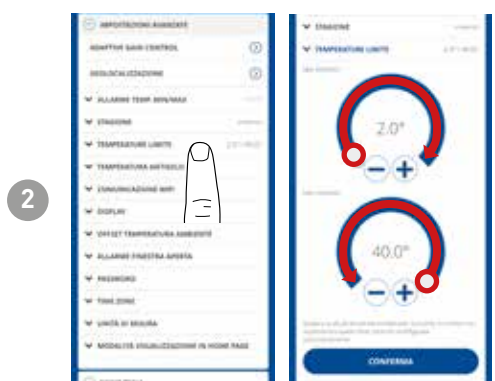 2
IMPOSTAZIONI AVANZATE
ADAPTIVE GAIN CONTROL
GEOLOCALIZZAZIONE
ALLARME TEMP. MIN/MAX
STAGIONE
TEMPERATURE LIMITE
TEMPERATURA ANTIGELO
COMUNICAZIONE WIFI
DISPLAY
OFFSET TEMPERATURA AMBIENTE
ALLARME FINESTRA APERTA
PASSWORD
TIME ZONE
UNITÀ DI MISURA
MODALITÀ VISUALIZZAZIONE IN HOME PAGE
STAGIONE
TEMPERATURE LIMITE
2.0°
40.0°
CONFERMA